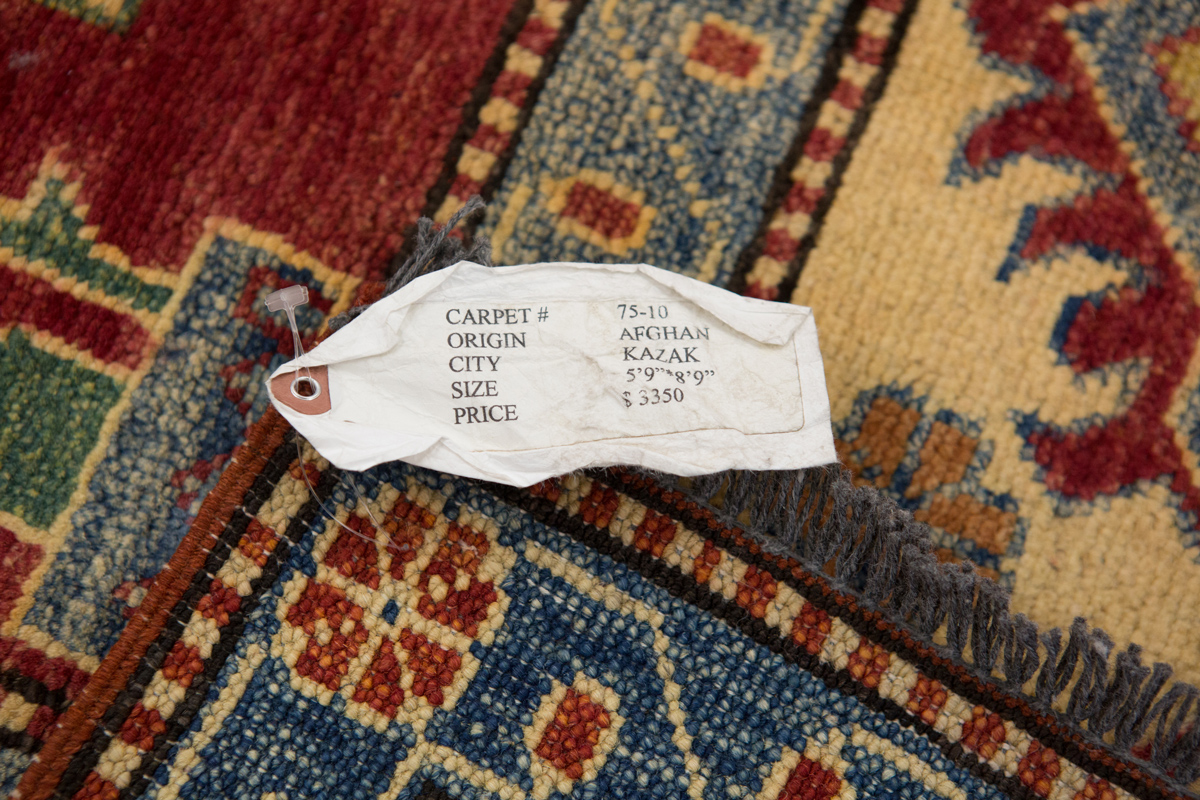 CARPET # 75-10
ORIGIN AFGHAN
CITY KAZAK
SIZE 5'9"*8'9"
PRICE $ 3350